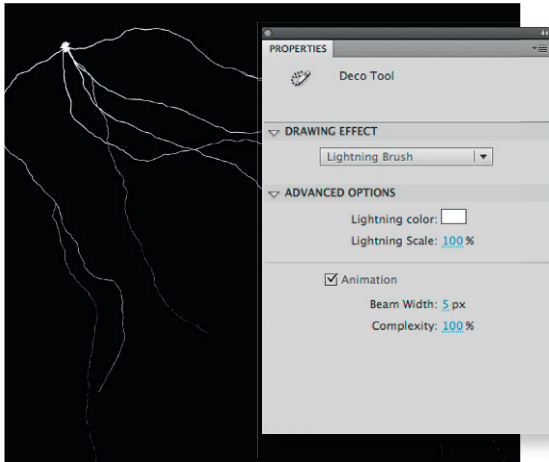 PROPERTIES
Deco Tool
DRAWING EFFECT
Lightning Brush
ADVANCED OPTIONS
Lightning color:
Lightning Scale: 100 %
Animation
Beam Width: 5 px
Complexity: 100 %